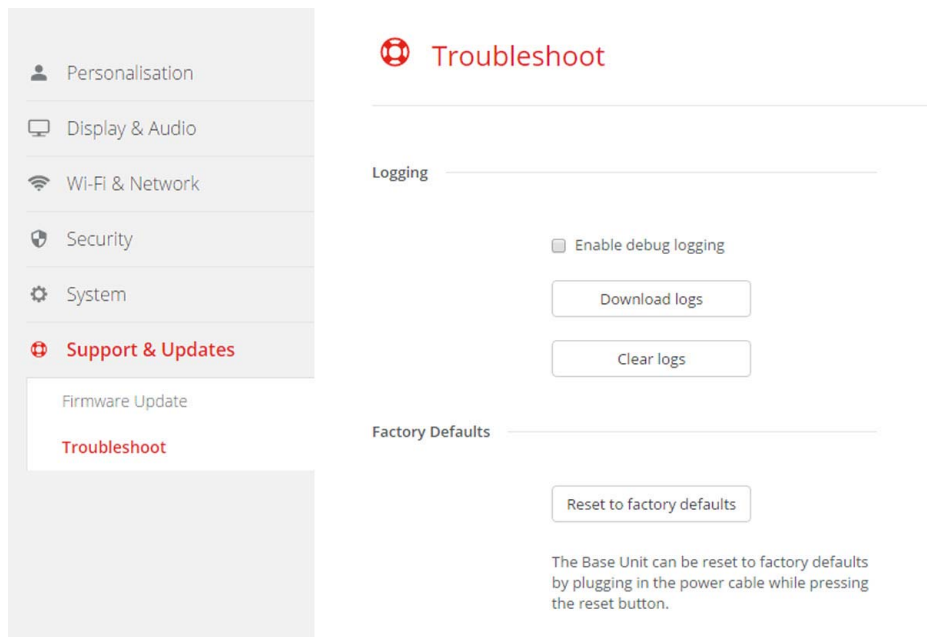 Personalisation
Display & Audio
Wi-Fi & Network
Security
System
Support & Updates
Firmware Update
Troubleshoot
Troubleshoot
Logging
Enable debug logging
Download logs
Clear logs
Factory Defaults
Reset to factory defaults
The Base Unit can be reset to factory defaults
by plugging in the power cable while pressing
the reset button.